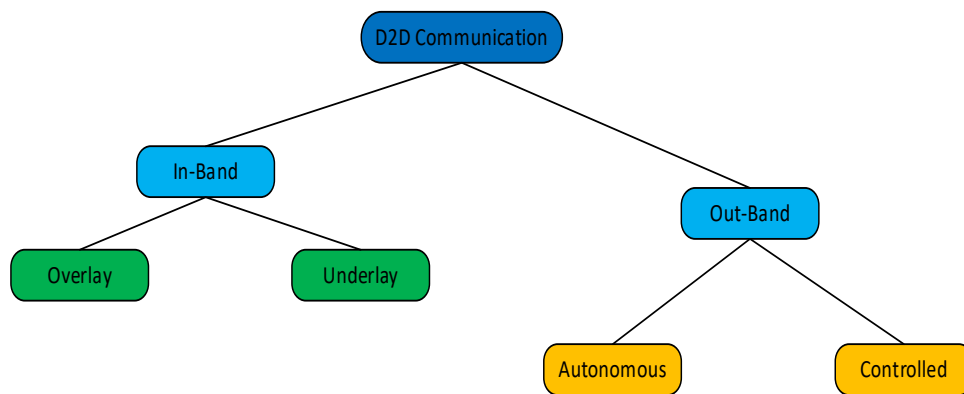 D2D Communication
In-Band
Out-Band
Overlay
Underlay
Autonomous
Controlled